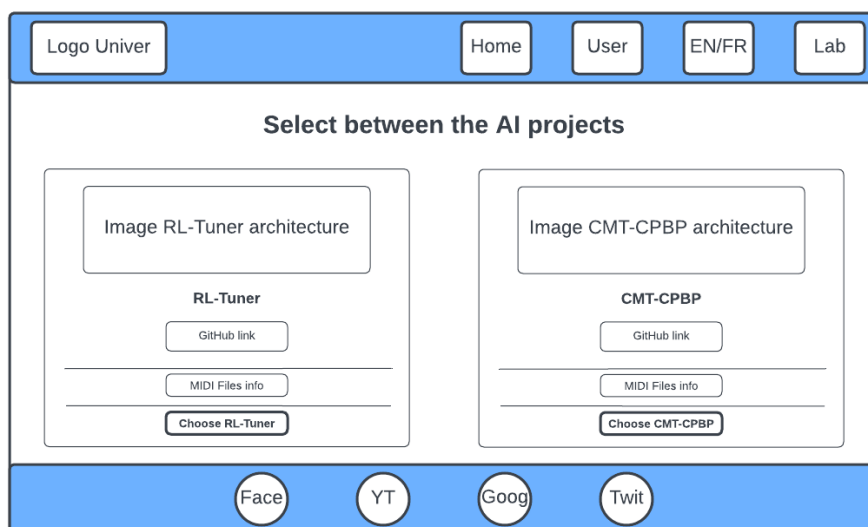 Logo Univer
Home
User
EN/FR
Lab
Select between the AI projects
Image RL-Tuner architecture
RL-Tuner
GitHub link
MIDI Files info
Choose RL-Tuner
Image CMT-CPBP architecture
CMT-CPBP
GitHub link
MIDI Files info
Choose CMT-CPBP
Face
YT
Goog
Twit